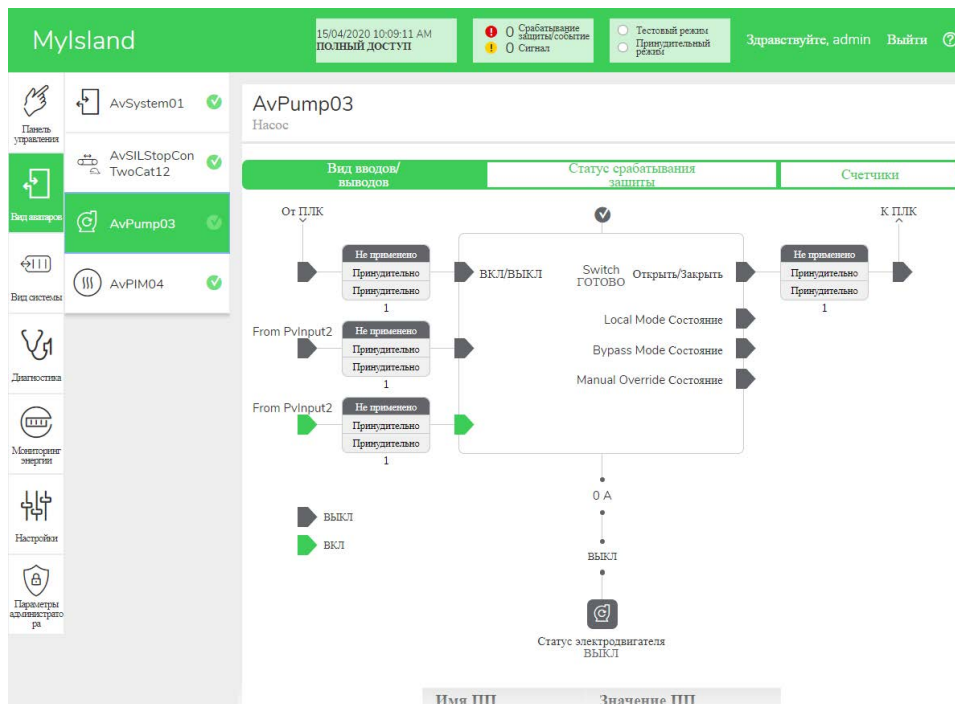 MyIsland
15/04/2020 10:09:11 AM
ПОЛНЫЙ ДОСТУП
0 Срабатывание
защиты/событие
0 Сигнал
Тестовый режим
Принудительный
режим
Здравствуйте, admin
Выйти
Панель
управления
Вид аватаров
Вид системы
Диагностика
Мониторинг
энергии
Настройки
Параметры
администрато
ра
AvSystem01
AvSILStopCon
TwoCat12
AvPump03
AvPIM04
AvPump03
Насос
Вид вводов/
выводов
Статус срабатывания
защиты
Счетчики
От ПЛК
К ПЛК
Не применено
Принудительно
Принудительно
1
ВКЛ/ВЫКЛ
Switch
ГОТОВО
Открыть/Закрыть
Не применено
Принудительно
Принудительно
1
Local Mode Состояние
From PvInput2
Не применено
Принудительно
Принудительно
1
Bypass Mode Состояние
Manual Override Состояние
From PvInput2
Не применено
Принудительно
Принудительно
1
0 A
ВЫКЛ
ВКЛ
ВЫКЛ
Статус электродвигателя
ВЫКЛ
Имя ПП
Значение ПП